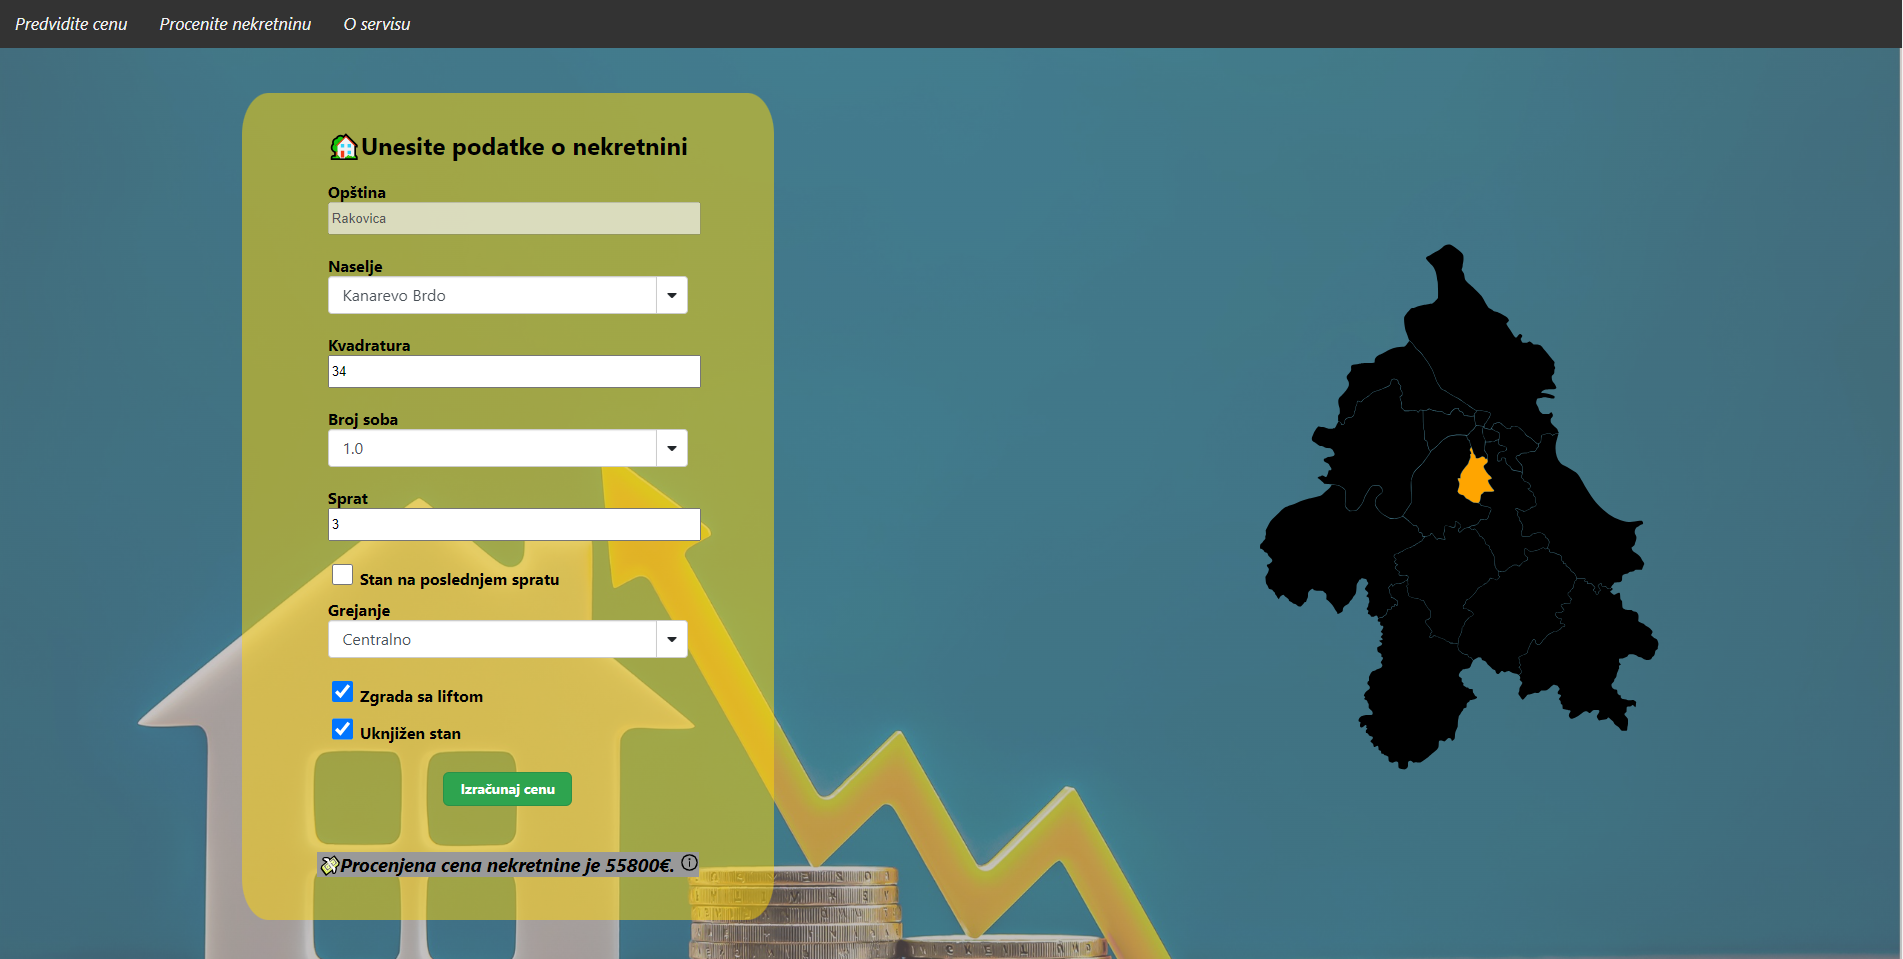 Predvidite cenu Procenite nekretninu O servisu
Unesite podatke o nekretnini
Opština
Rakovica
Naselje
Kanarevo Brdo
Kvadratura
34
Broj soba
1.0
Sprat
3
Stan na poslednjem spratu
Grejanje
Centralno
Zgrada sa liftom
Uknjižen stan
Izračunaj cenu
Procenjena cena nekretnine je 55800€.